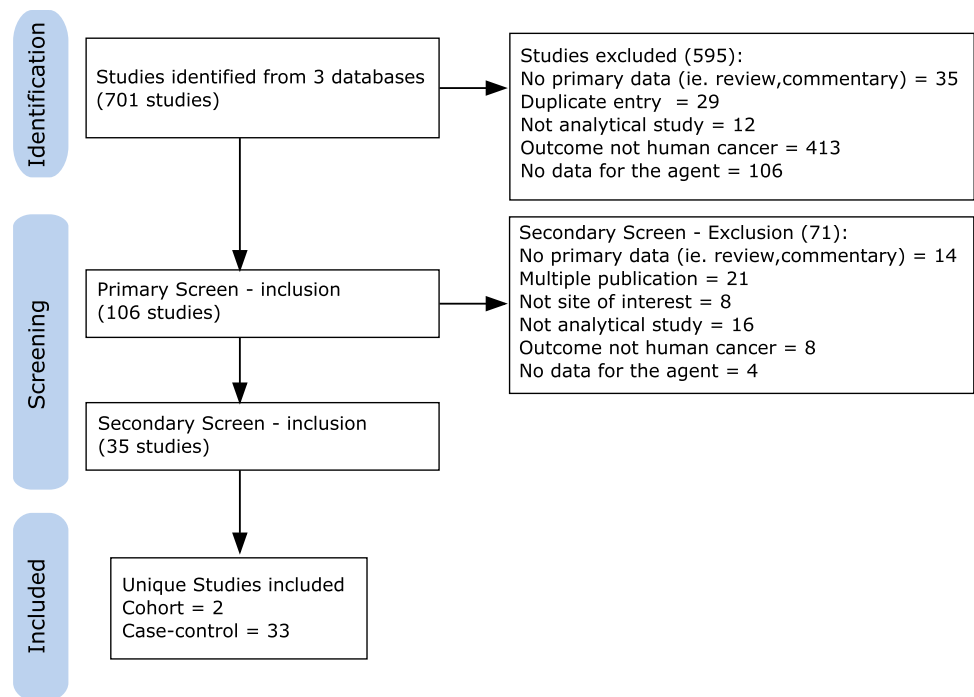 Identification
Studies identified from 3 databases
(701 studies)
Studies excluded (595):
No primary data (ie. review,commentary) = 35
Duplicate entry  = 29
Not analytical study = 12
Outcome not human cancer = 413
No data for the agent = 106
Screening
Primary Screen - inclusion
(106 studies)
Secondary Screen - Exclusion (71):
No primary data (ie. review,commentary) = 14
Multiple publication = 21
Not site of interest = 8
Not analytical study = 16
Outcome not human cancer = 8
No data for the agent = 4
Secondary Screen - inclusion
(35 studies)
Included
Unique Studies included
Cohort = 2
Case-control = 33